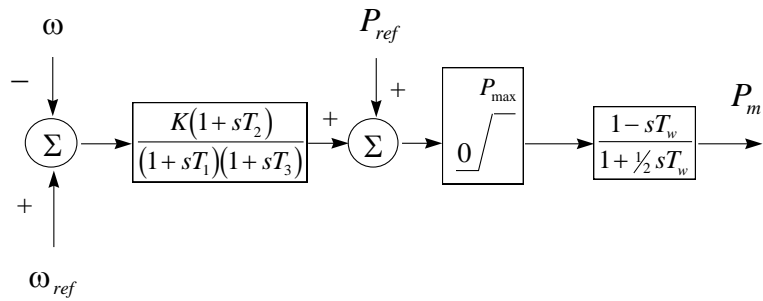 ω
P_ref
−
+
P_max
P_m
Σ
K(1 + sT_2)
(1 + sT_1)(1 + sT_3)
+
Σ
0
1 − sT_w
1 + ½ sT_w
+
ω_ref